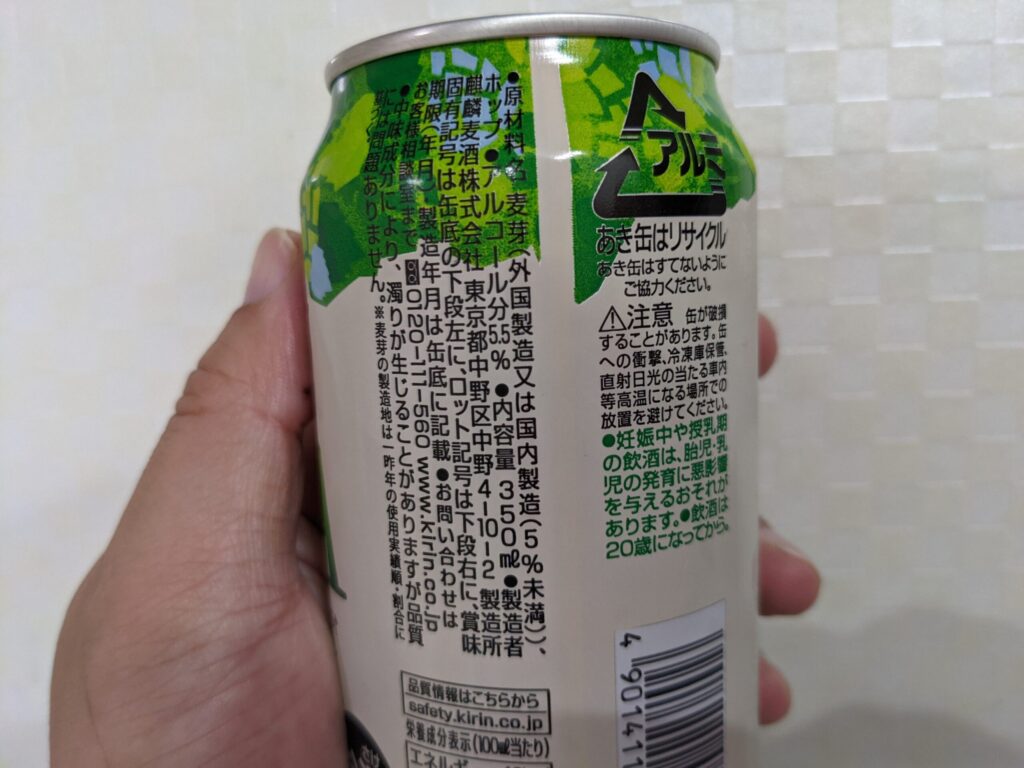 ●原材料名 麦芽(外国製造又は国内製造(5%未満))、
ホップ ●アルコール分5.5% ●内容量 350㎖ ●製造者
麒麟麦酒株式会社 東京都中野区中野4-10-2 製造所
固有記号は缶底の下段左に、ロット記号は下段右に、賞味
期限(年月)、製造年月は缶底に記載 ●お問い合わせは
お客様相談室まで 0120-111-560 www.kirin.co.jp
●中味成分により、濁りが生じることがありますが品質
には問題ありません。※麦芽の製造地は一昨年の使用実績順・割合に
アルミ
あき缶はリサイクル
あき缶はすてないように
ご協力ください。
⚠注意 缶が破損
することがあります。缶
への衝撃、冷凍庫保管、
直射日光の当たる車内
等高温になる場所での
放置を避けてください。
●妊娠中や授乳期
の飲酒は、胎児・乳
児の発育に悪影響
を与えるおそれが
あります。●飲酒は
20歳になってから。
4 901411
品質情報はこちらから
safety.kirin.co.jp
栄養成分表示(100㎖当たり)
エネルギー